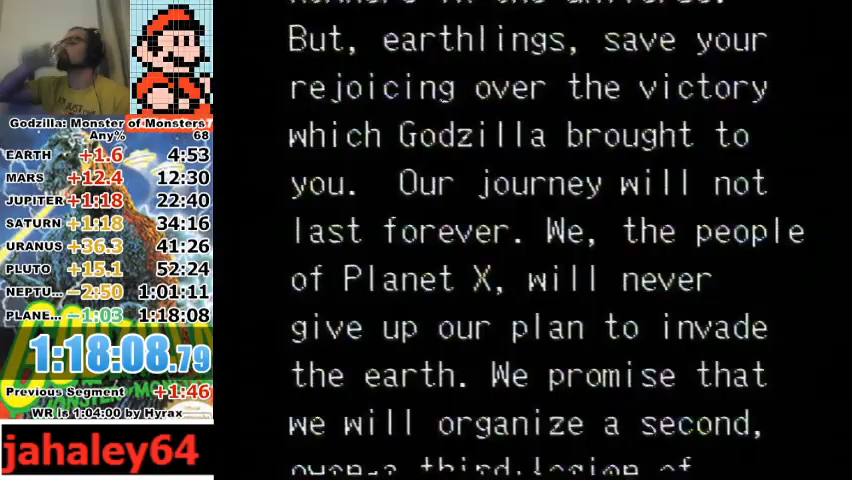 Godzilla: Monster of Monsters!
Any% 68
EARTH +1.6 4:53
MARS +12.4 12:30
JUPITER +1:18 22:40
SATURN +1:18 34:16
URANUS +36.3 41:26
PLUTO +15.1 52:24
NEPTU... −2:50 1:01:11
PLANE... −1:03 1:18:08
1:18:08.79
Previous Segment +1:46
WR is 1:04:00 by Hyrax
jahaley64
But, earthlings, save your
rejoicing over the victory
which Godzilla brought to
you. Our journey will not
last forever. We, the people
of Planet X, will never
give up our plan to invade
the earth. We promise that
we will organize a second,